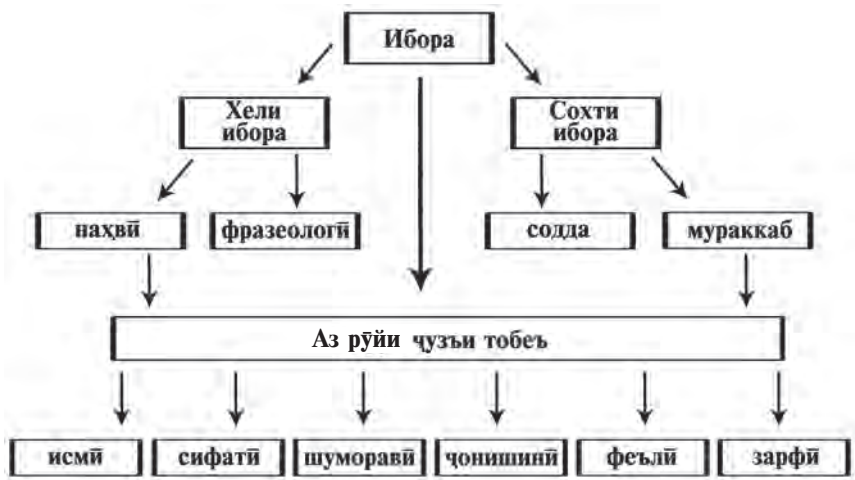 Ибора
Хели
ибора
Сохти
ибора
наҳвӣ
фразеологӣ
содда
мураккаб
Аз рӯйи ҷузъи тобеъ
исмӣ
сифатӣ
шуморавӣ
ҷонишинӣ
феълӣ
зарфӣ